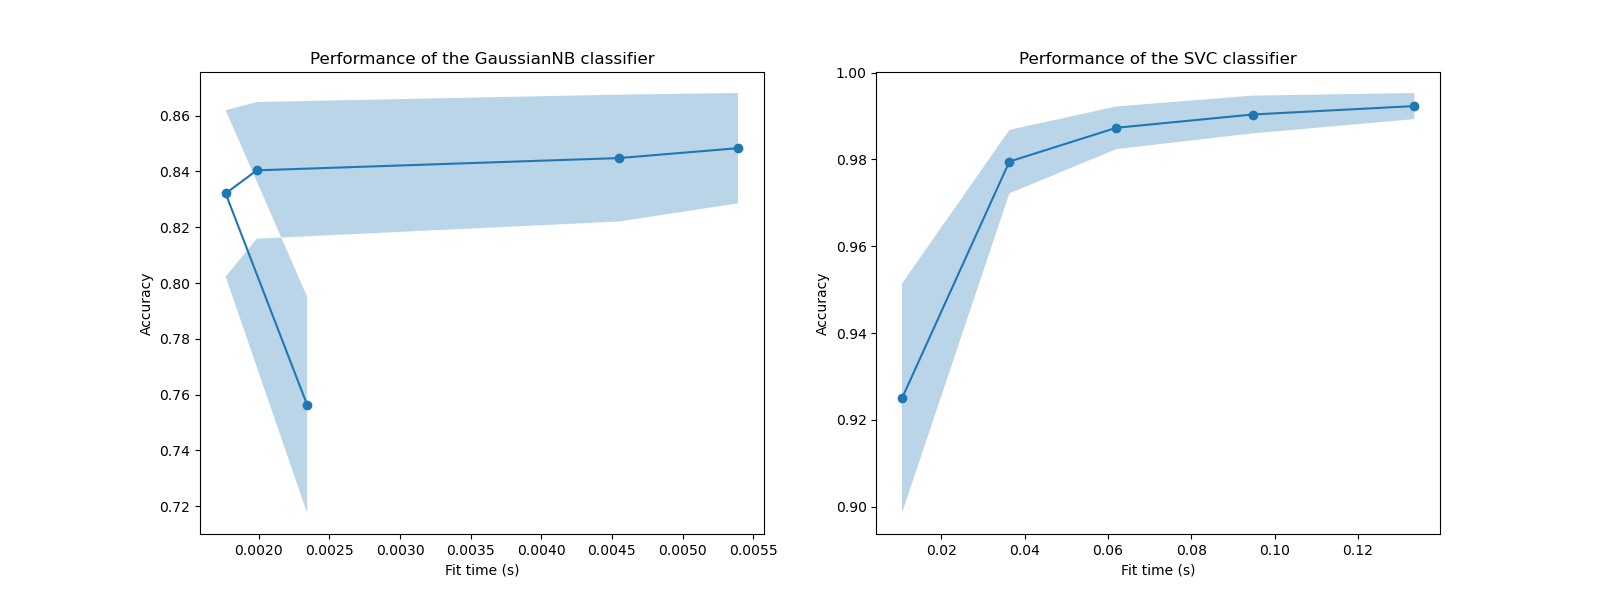 Performance of the GaussianNB classifier
Accuracy
0.86
0.84
0.82
0.80
0.78
0.76
0.74
0.72
0.0020 0.0025 0.0030 0.0035 0.0040 0.0045 0.0050 0.0055
Fit time (s)
Performance of the SVC classifier
Accuracy
1.00
0.98
0.96
0.94
0.92
0.90
0.02 0.04 0.06 0.08 0.10 0.12
Fit time (s)